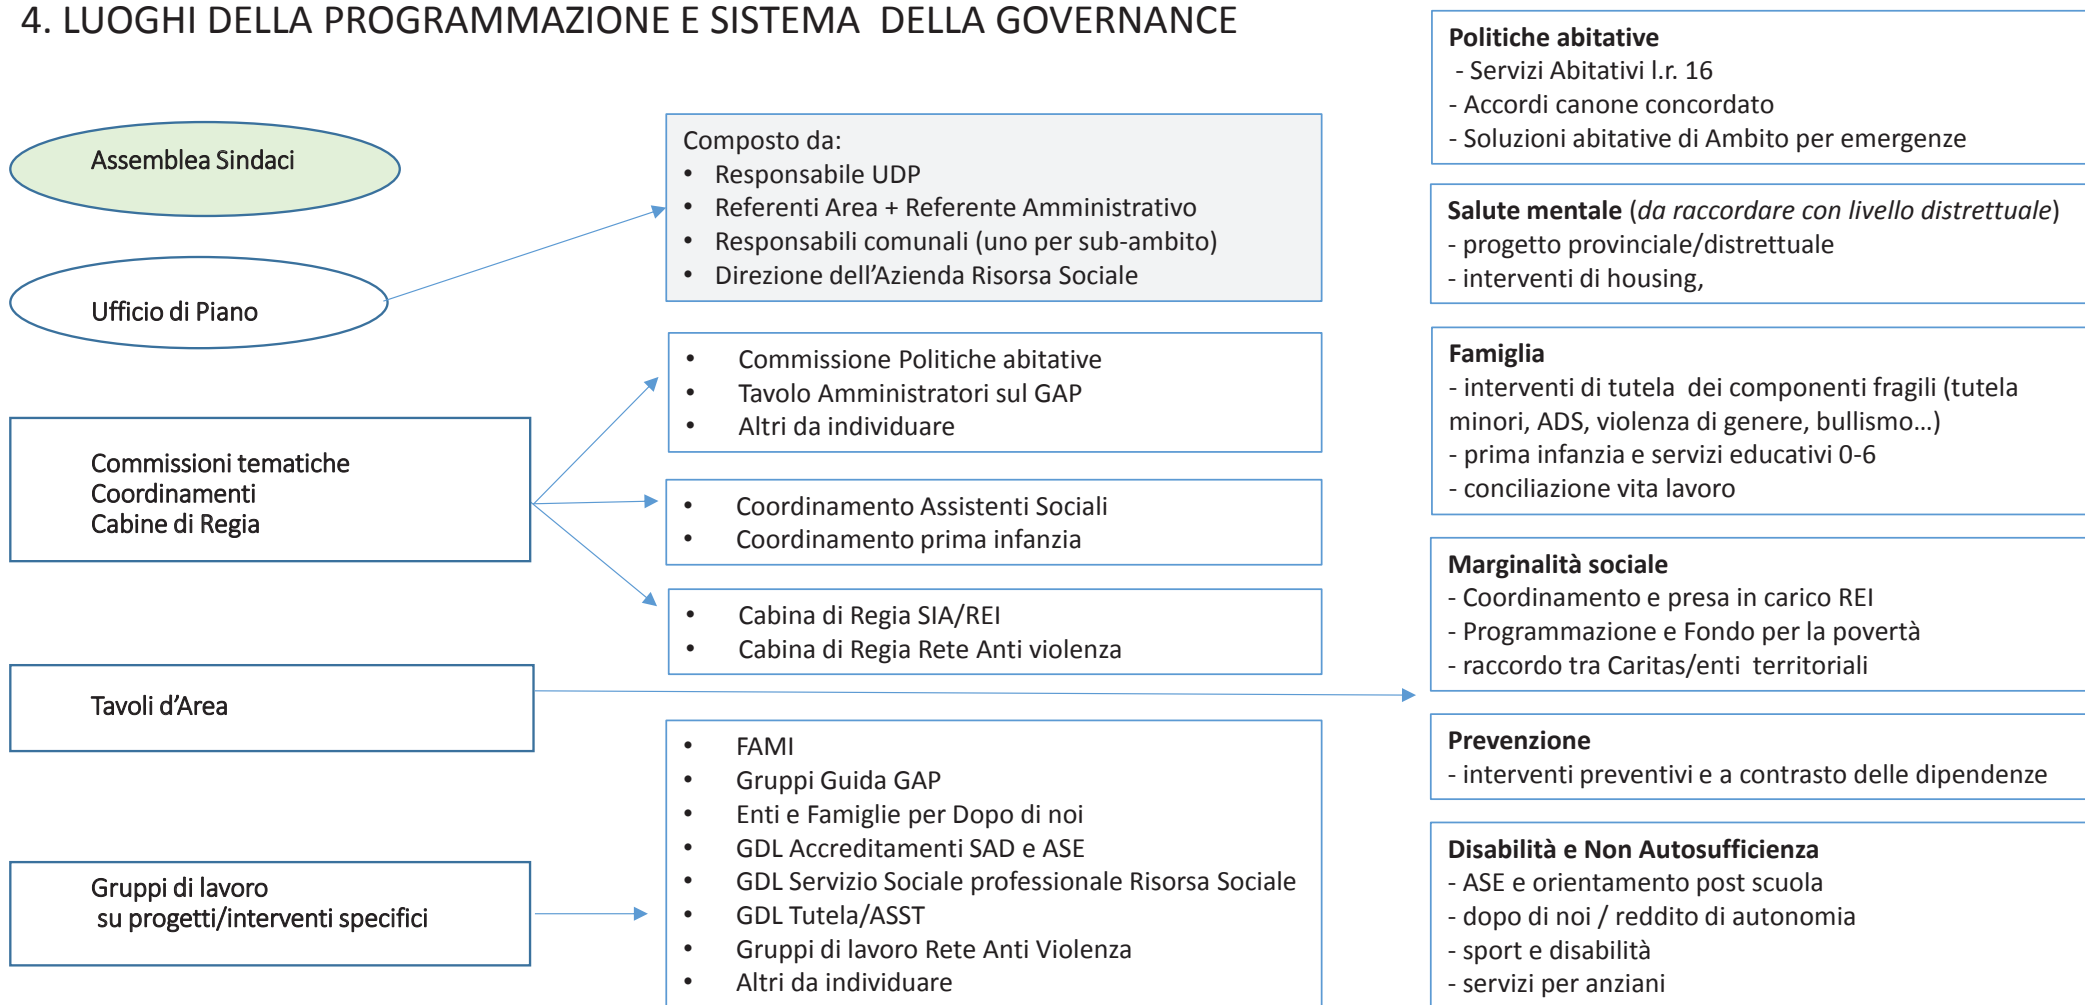 4. LUOGHI DELLA PROGRAMMAZIONE E SISTEMA DELLA GOVERNANCE
Assemblea Sindaci
Ufficio di Piano
Commissioni tematiche
Coordinamenti
Cabine di Regia
Tavoli d’Area
Gruppi di lavoro
su progetti/interventi specifici
Composto da:
• Responsabile UDP
• Referenti Area + Referente Amministrativo
• Responsabili comunali (uno per sub-ambito)
• Direzione dell’Azienda Risorsa Sociale
• Commissione Politiche abitative
• Tavolo Amministratori sul GAP
• Altri da individuare
• Coordinamento Assistenti Sociali
• Coordinamento prima infanzia
• Cabina di Regia SIA/REI
• Cabina di Regia Rete Anti violenza
• FAMI
• Gruppi Guida GAP
• Enti e Famiglie per Dopo di noi
• GDL Accreditamenti SAD e ASE
• GDL Servizio Sociale professionale Risorsa Sociale
• GDL Tutela/ASST
• Gruppi di lavoro Rete Anti Violenza
• Altri da individuare
Politiche abitative
- Servizi Abitativi l.r. 16
- Accordi canone concordato
- Soluzioni abitative di Ambito per emergenze
Salute mentale (da raccordare con livello distrettuale)
- progetto provinciale/distrettuale
- interventi di housing,
Famiglia
- interventi di tutela dei componenti fragili (tutela
minori, ADS, violenza di genere, bullismo…)
- prima infanzia e servizi educativi 0-6
- conciliazione vita lavoro
Marginalità sociale
- Coordinamento e presa in carico REI
- Programmazione e Fondo per la povertà
- raccordo tra Caritas/enti territoriali
Prevenzione
- interventi preventivi e a contrasto delle dipendenze
Disabilità e Non Autosufficienza
- ASE e orientamento post scuola
- dopo di noi / reddito di autonomia
- sport e disabilità
- servizi per anziani